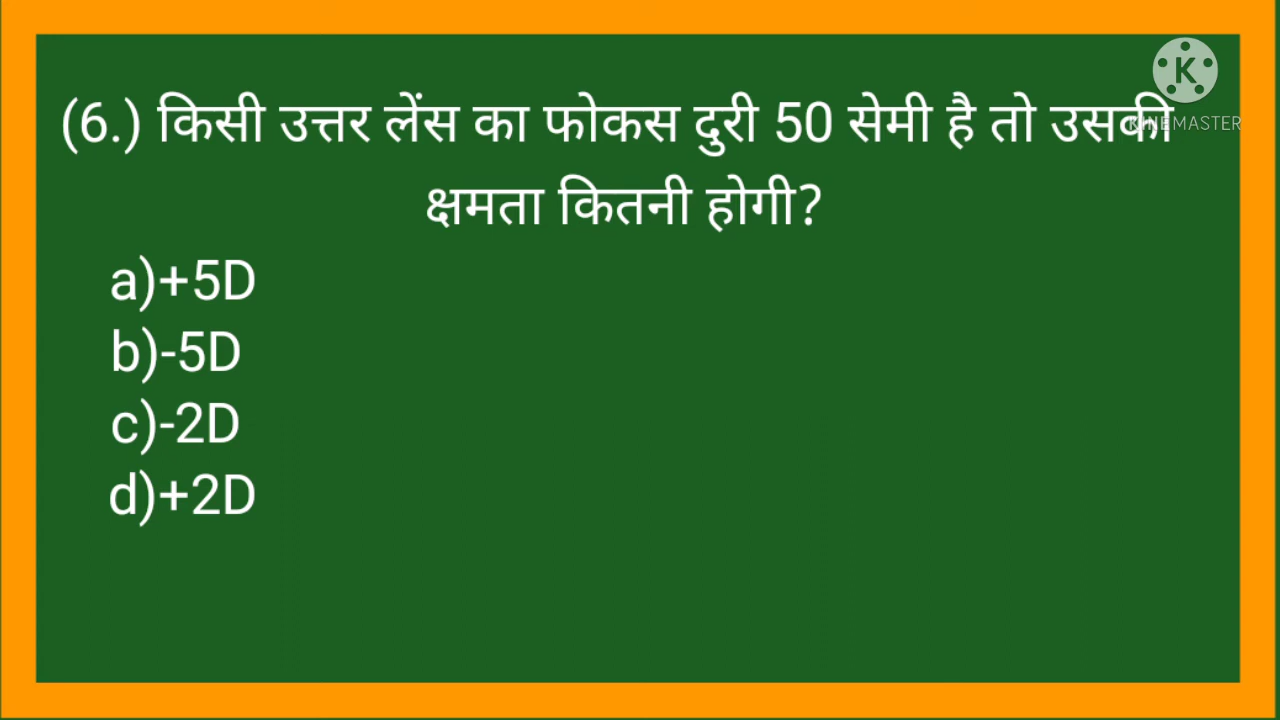 (6.) किसी उत्तर लेंस का फोकस दुरी 50 सेमी है तो उसकी
क्षमता कितनी होगी?
a)+5D
b)-5D
c)-2D
d)+2D
K
KINEMASTER